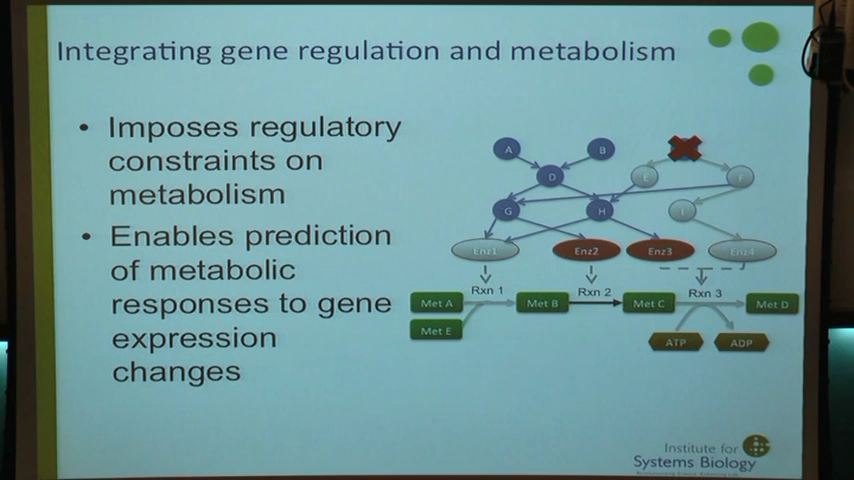 Integrating gene regulation and metabolism
• Imposes regulatory
constraints on
metabolism
• Enables prediction
of metabolic
responses to gene
expression
changes
A
B
D
E
F
G
H
I
Enz1
Enz2
Enz3
Enz4
Rxn 1
Rxn 2
Rxn 3
Met A
Met B
Met C
Met D
Met E
ATP
ADP
Institute for
Systems Biology